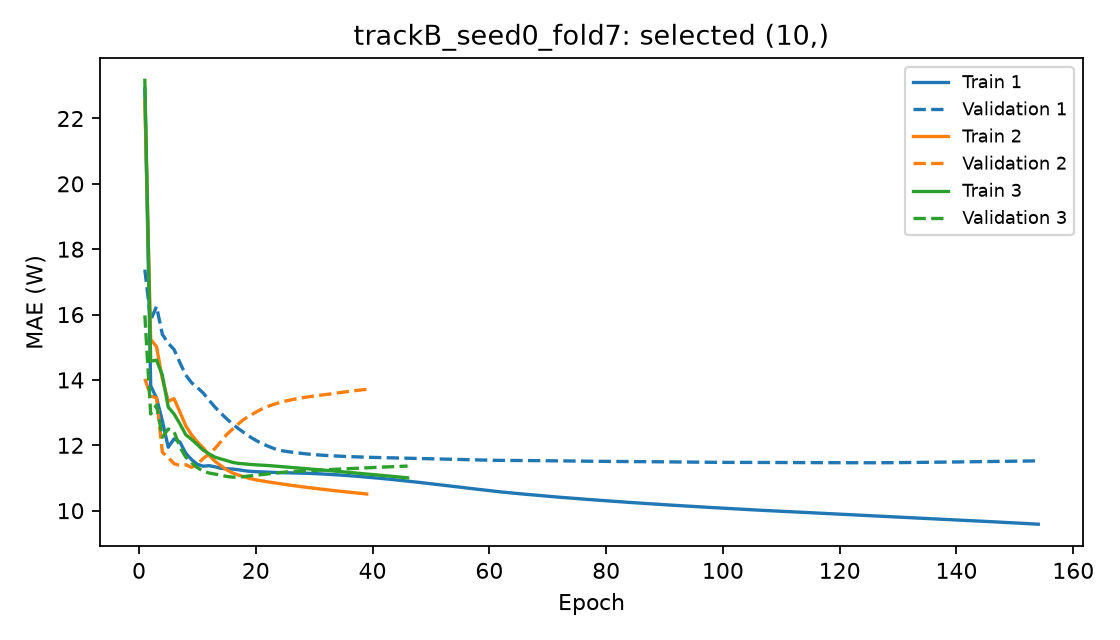 trackB_seed0_fold7: selected (10,)
Train 1
Validation 1
Train 2
Validation 2
Train 3
Validation 3
MAE (W)
22
20
18
16
14
12
10
0 20 40 60 80 100 120 140 160
Epoch